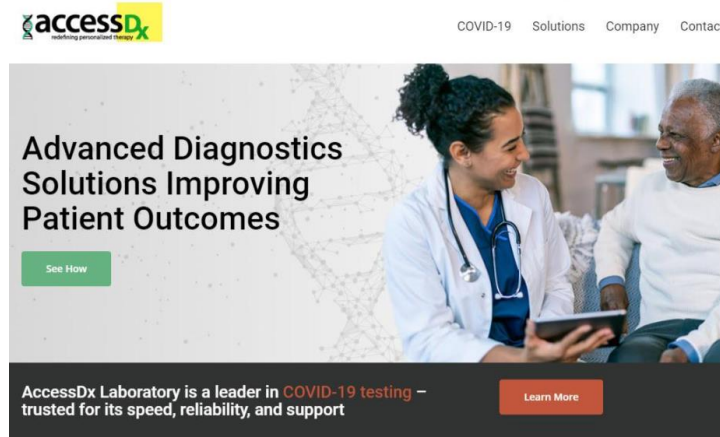 accessDx
redefining personalized therapy
COVID-19 Solutions Company Contac
Advanced Diagnostics
Solutions Improving
Patient Outcomes
See How
AccessDx Laboratory is a leader in COVID-19 testing –
trusted for its speed, reliability, and support
Learn More